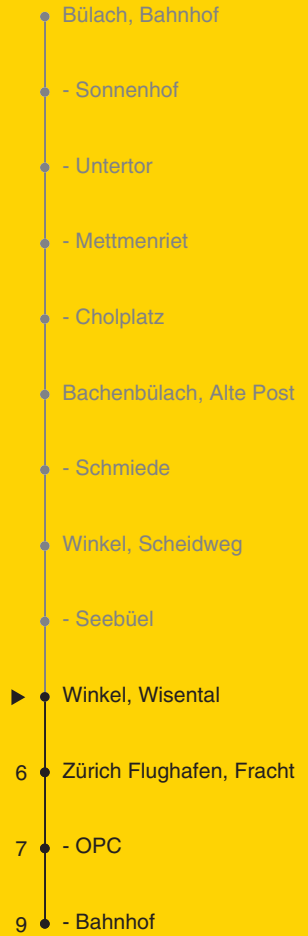 Bülach, Bahnhof
- Sonnenhof
- Untertor
- Mettmenriet
- Cholplatz
Bachenbülach, Alte Post
- Schmiede
Winkel, Scheidweg
- Seebüel
Winkel, Wisental
6 Zürich Flughafen, Fracht
7 - OPC
9 - Bahnhof